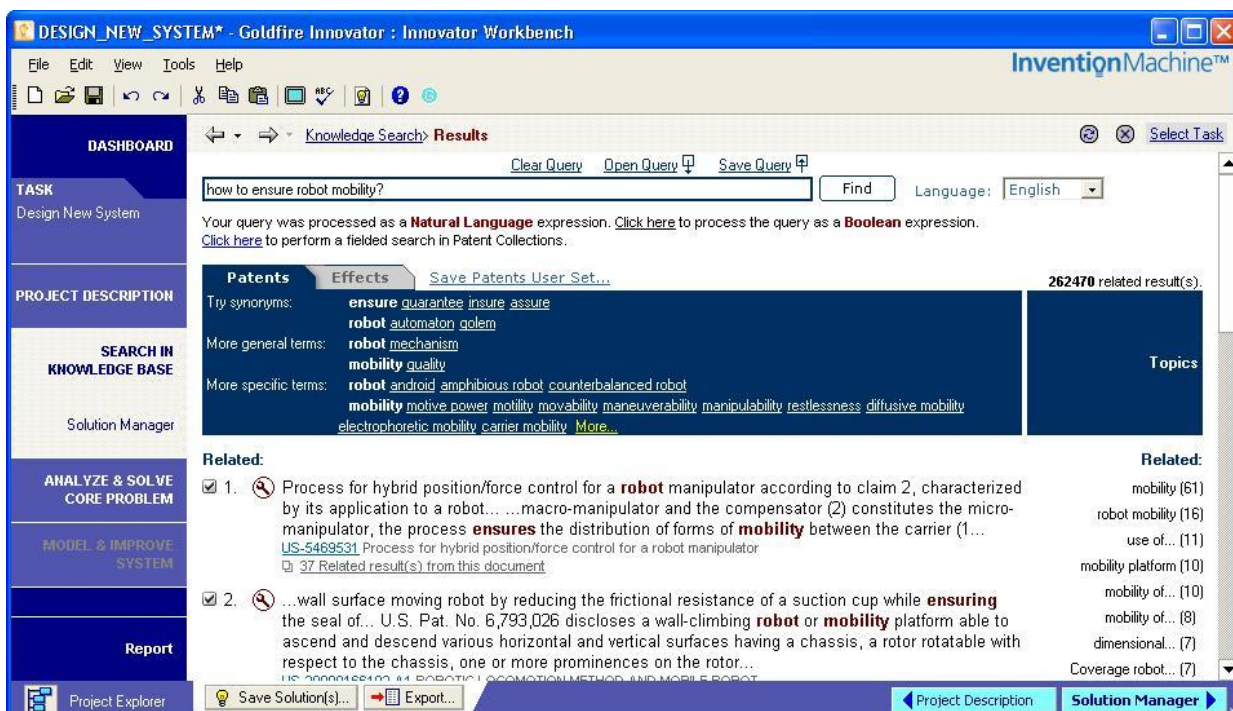 DESIGN_NEW_SYSTEM* - Goldfire Innovator : Innovator Workbench
File Edit View Tools Help
InventionMachine™
DASHBOARD
Knowledge Search> Results
Select Task
Clear Query Open Query Save Query
TASK
Design New System
how to ensure robot mobility?
Find
Language: English
Your query was processed as a Natural Language expression. Click here to process the query as a Boolean expression.
Click here to perform a fielded search in Patent Collections.
Patents Effects Save Patents User Set...
262470 related result(s).
PROJECT DESCRIPTION
Try synonyms: ensure guarantee insure assure
robot automaton golem
More general terms: robot mechanism
mobility quality
More specific terms: robot android amphibious robot counterbalanced robot
mobility motive power motility movability maneuverability manipulability restlessness diffusive mobility
electrophoretic mobility carrier mobility More...
Topics
SEARCH IN
KNOWLEDGE BASE
Solution Manager
ANALYZE & SOLVE
CORE PROBLEM
MODEL & IMPROVE
SYSTEM
Report
Related:
1. Process for hybrid position/force control for a robot manipulator according to claim 2, characterized
by its application to a robot... ...macro-manipulator and the compensator (2) constitutes the micro-
manipulator, the process ensures the distribution of forms of mobility between the carrier (1...
US-5469531 Process for hybrid position/force control for a robot manipulator
37 Related result(s) from this document
2. ...wall surface moving robot by reducing the frictional resistance of a suction cup while ensuring
the seal of... U.S. Pat. No. 6,793,026 discloses a wall-climbing robot or mobility platform able to
ascend and descend various horizontal and vertical surfaces having a chassis, a rotor rotatable with
respect to the chassis, one or more prominences on the rotor...
ROBOTIC LOCOMOTION METHOD AND MOBILE ROBOT
Related:
mobility (61)
robot mobility (16)
use of... (11)
mobility platform (10)
mobility of... (10)
mobility of... (8)
dimensional... (7)
Coverage robot... (7)
Project Explorer
Save Solution(s)... Export...
Project Description
Solution Manager